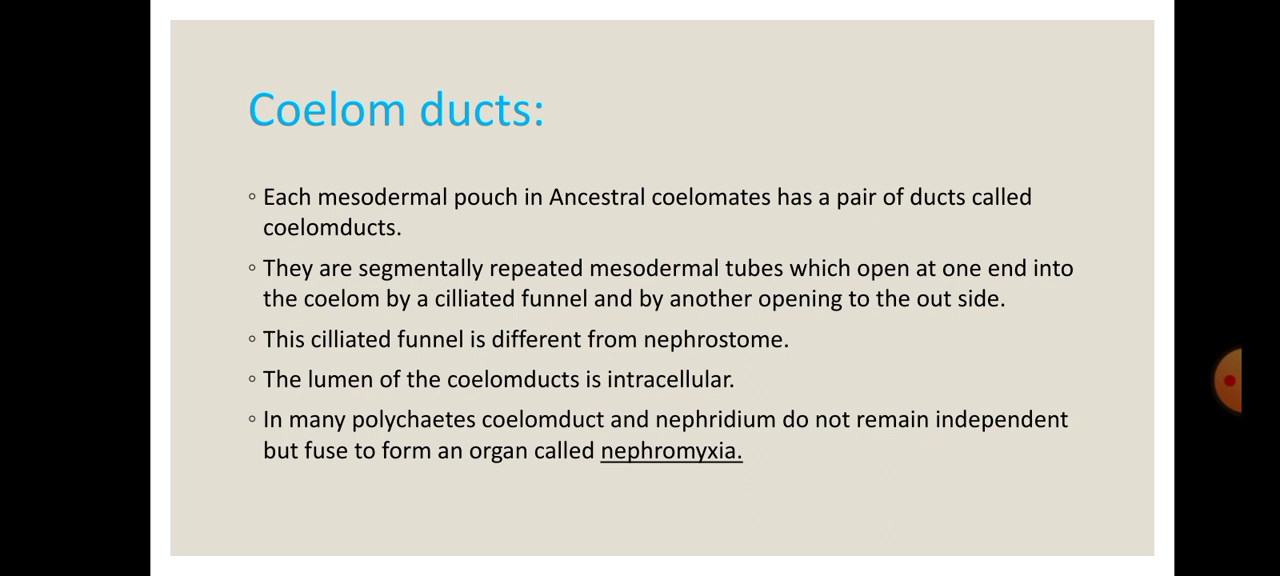 Coelom ducts:
◦ Each mesodermal pouch in Ancestral coelomates has a pair of ducts called
coelomducts.
◦ They are segmentally repeated mesodermal tubes which open at one end into
the coelom by a cilliated funnel and by another opening to the out side.
◦ This cilliated funnel is different from nephrostome.
◦ The lumen of the coelomducts is intracellular.
◦ In many polychaetes coelomduct and nephridium do not remain independent
but fuse to form an organ called nephromyxia.